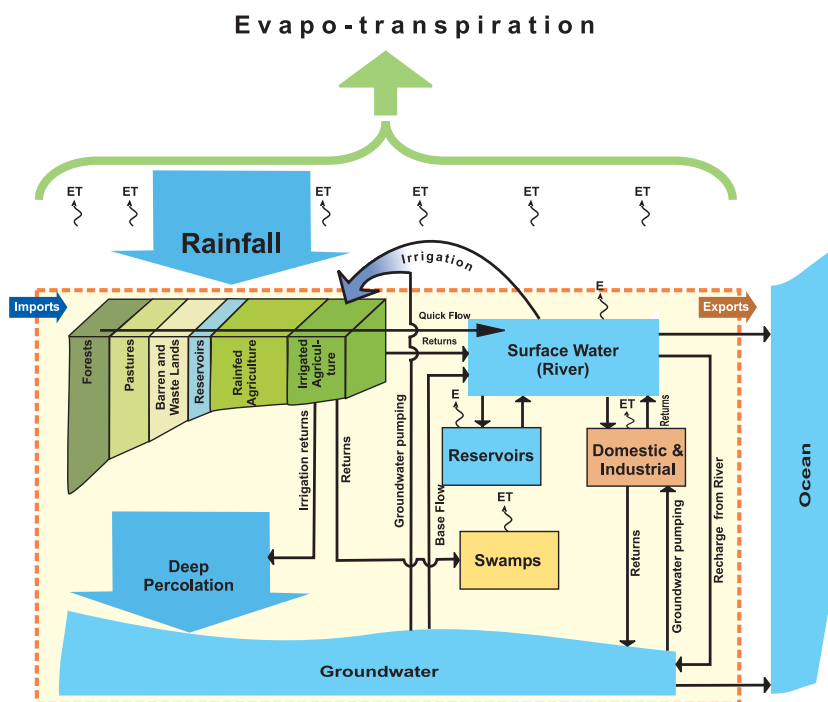 Evapo-transpiration
ET
ET
ET
ET
ET
ET
Rainfall
Irrigation
E
Imports
Exports
Quick Flow
Returns
Surface Water
(River)
Forests
Pastures
Barren and
Waste Lands
Reservoirs
Rainfed
Agriculture
Irrigated
Agricul-
ture
E
ET
Returns
Reservoirs
Domestic &
Industrial
Irrigation returns
Returns
Groundwater pumping
Base Flow
ET
Swamps
Returns
Groundwater pumping
Recharge from River
Ocean
Deep
Percolation
Groundwater